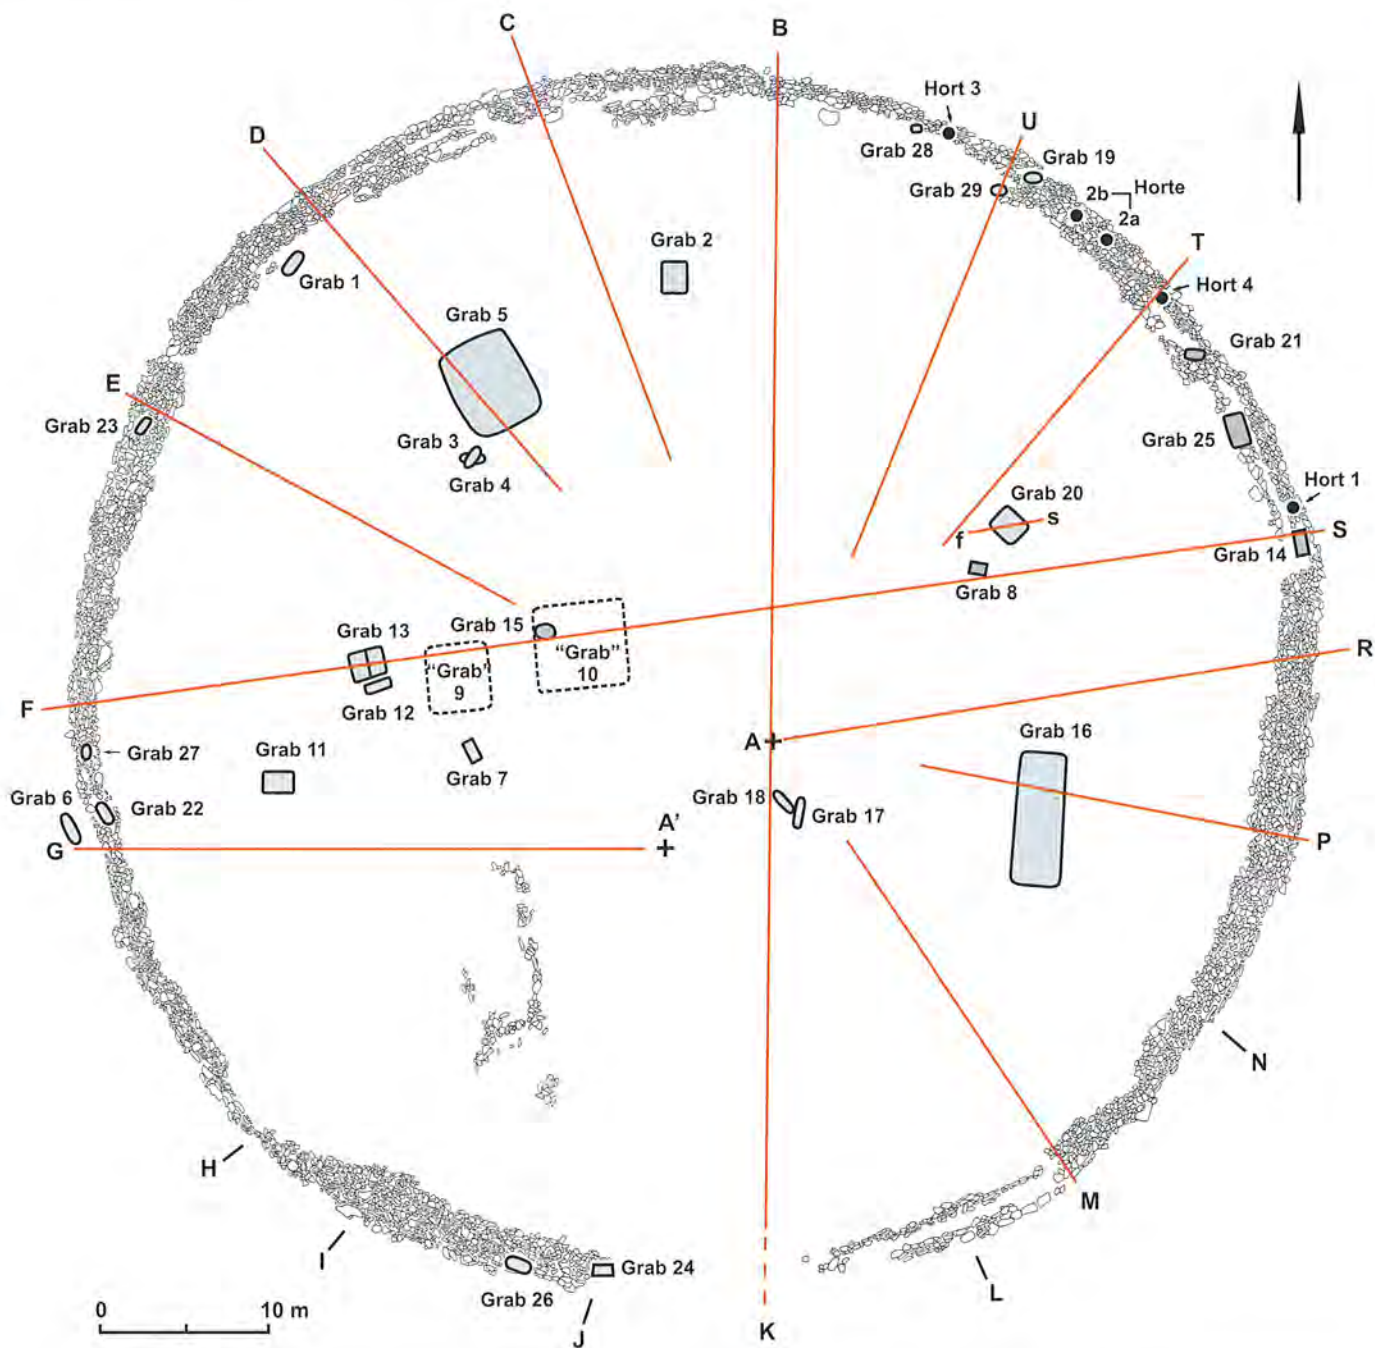 C
B
D
Hort 3
U
Grab 28
Grab 19
Grab 29
2b
Horte
2a
T
Grab 2
Grab 1
Hort 4
Grab 5
Grab 21
E
Grab 23
Grab 3
Grab 4
Grab 25
Hort 1
Grab 20
f
s
S
Grab 14
Grab 8
Grab 15
Grab 13
"Grab"
9
"Grab"
10
R
Grab 12
F
A
Grab 16
Grab 27
Grab 11
Grab 7
Grab 6
Grab 22
Grab 18
Grab 17
A'
G
P
N
H
M
I
Grab 24
Grab 26
L
0
10 m
J
K